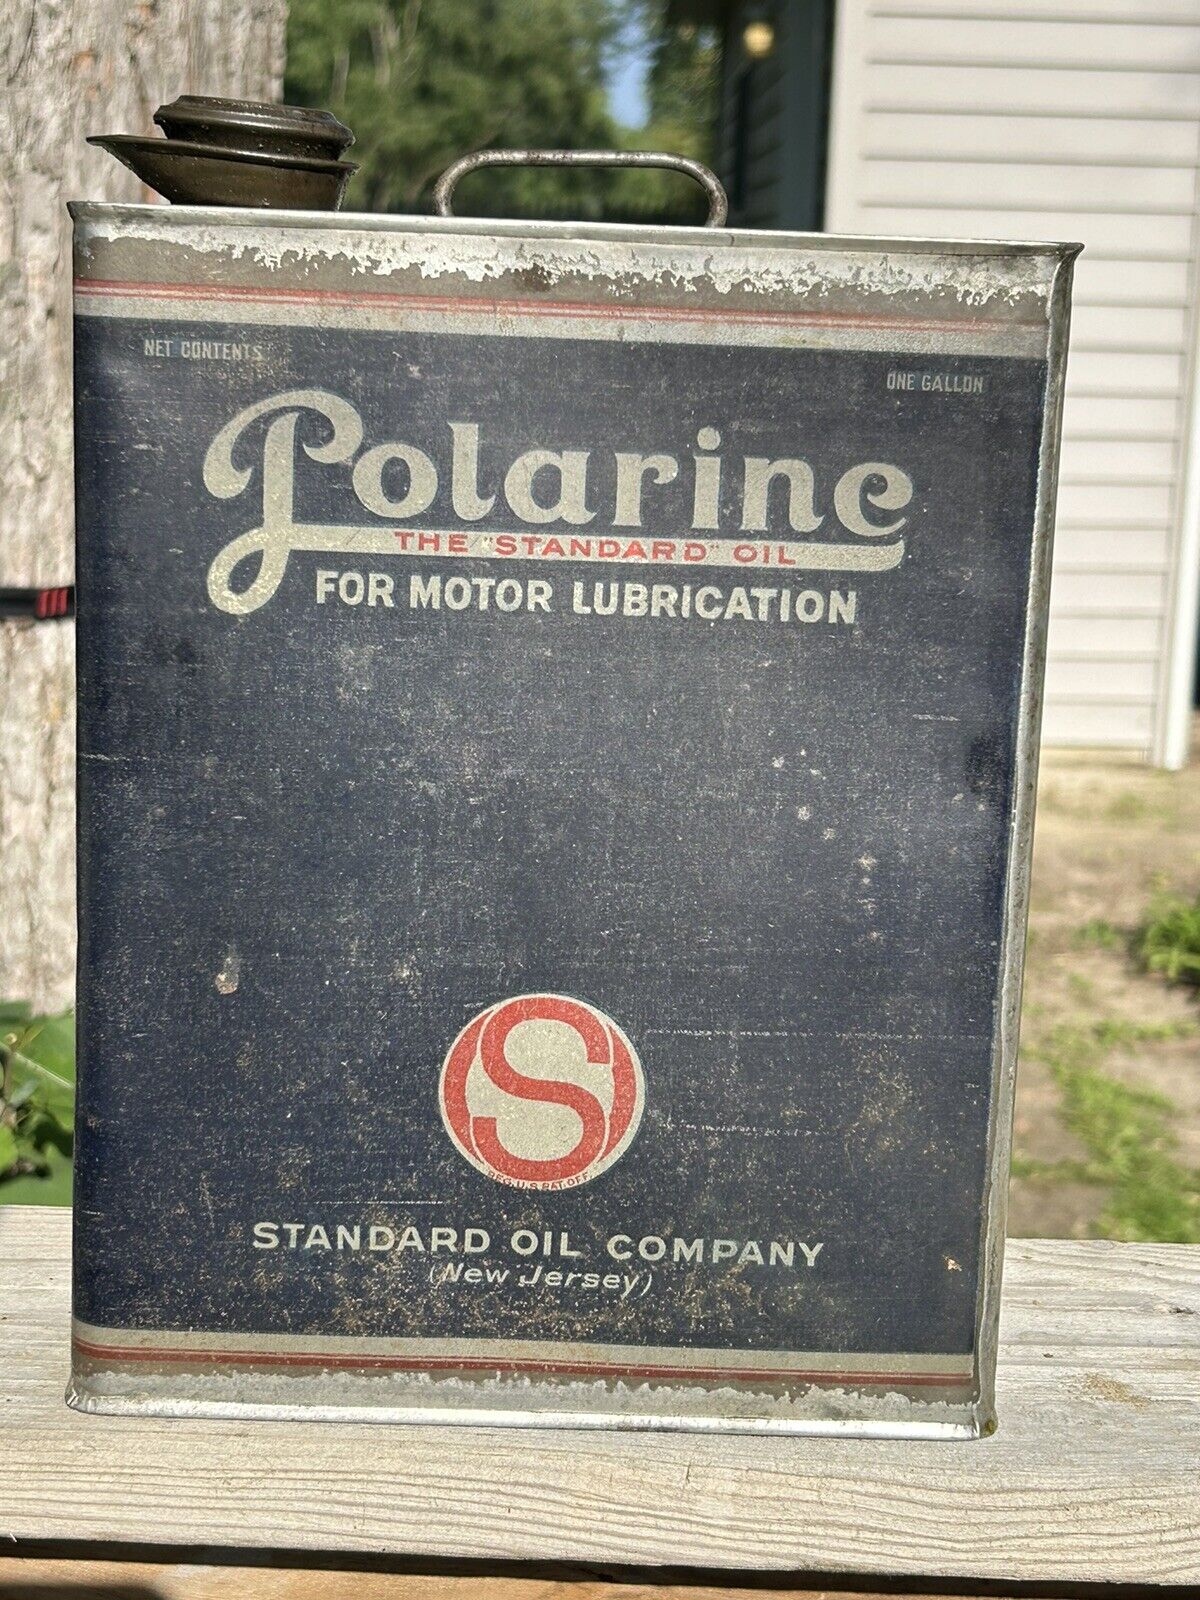 NET CONTENTS
ONE GALLON
Polarine
THE "STANDARD" OIL
FOR MOTOR LUBRICATION
S
REG. U.S. PAT. OFF.
STANDARD OIL COMPANY
(New Jersey)